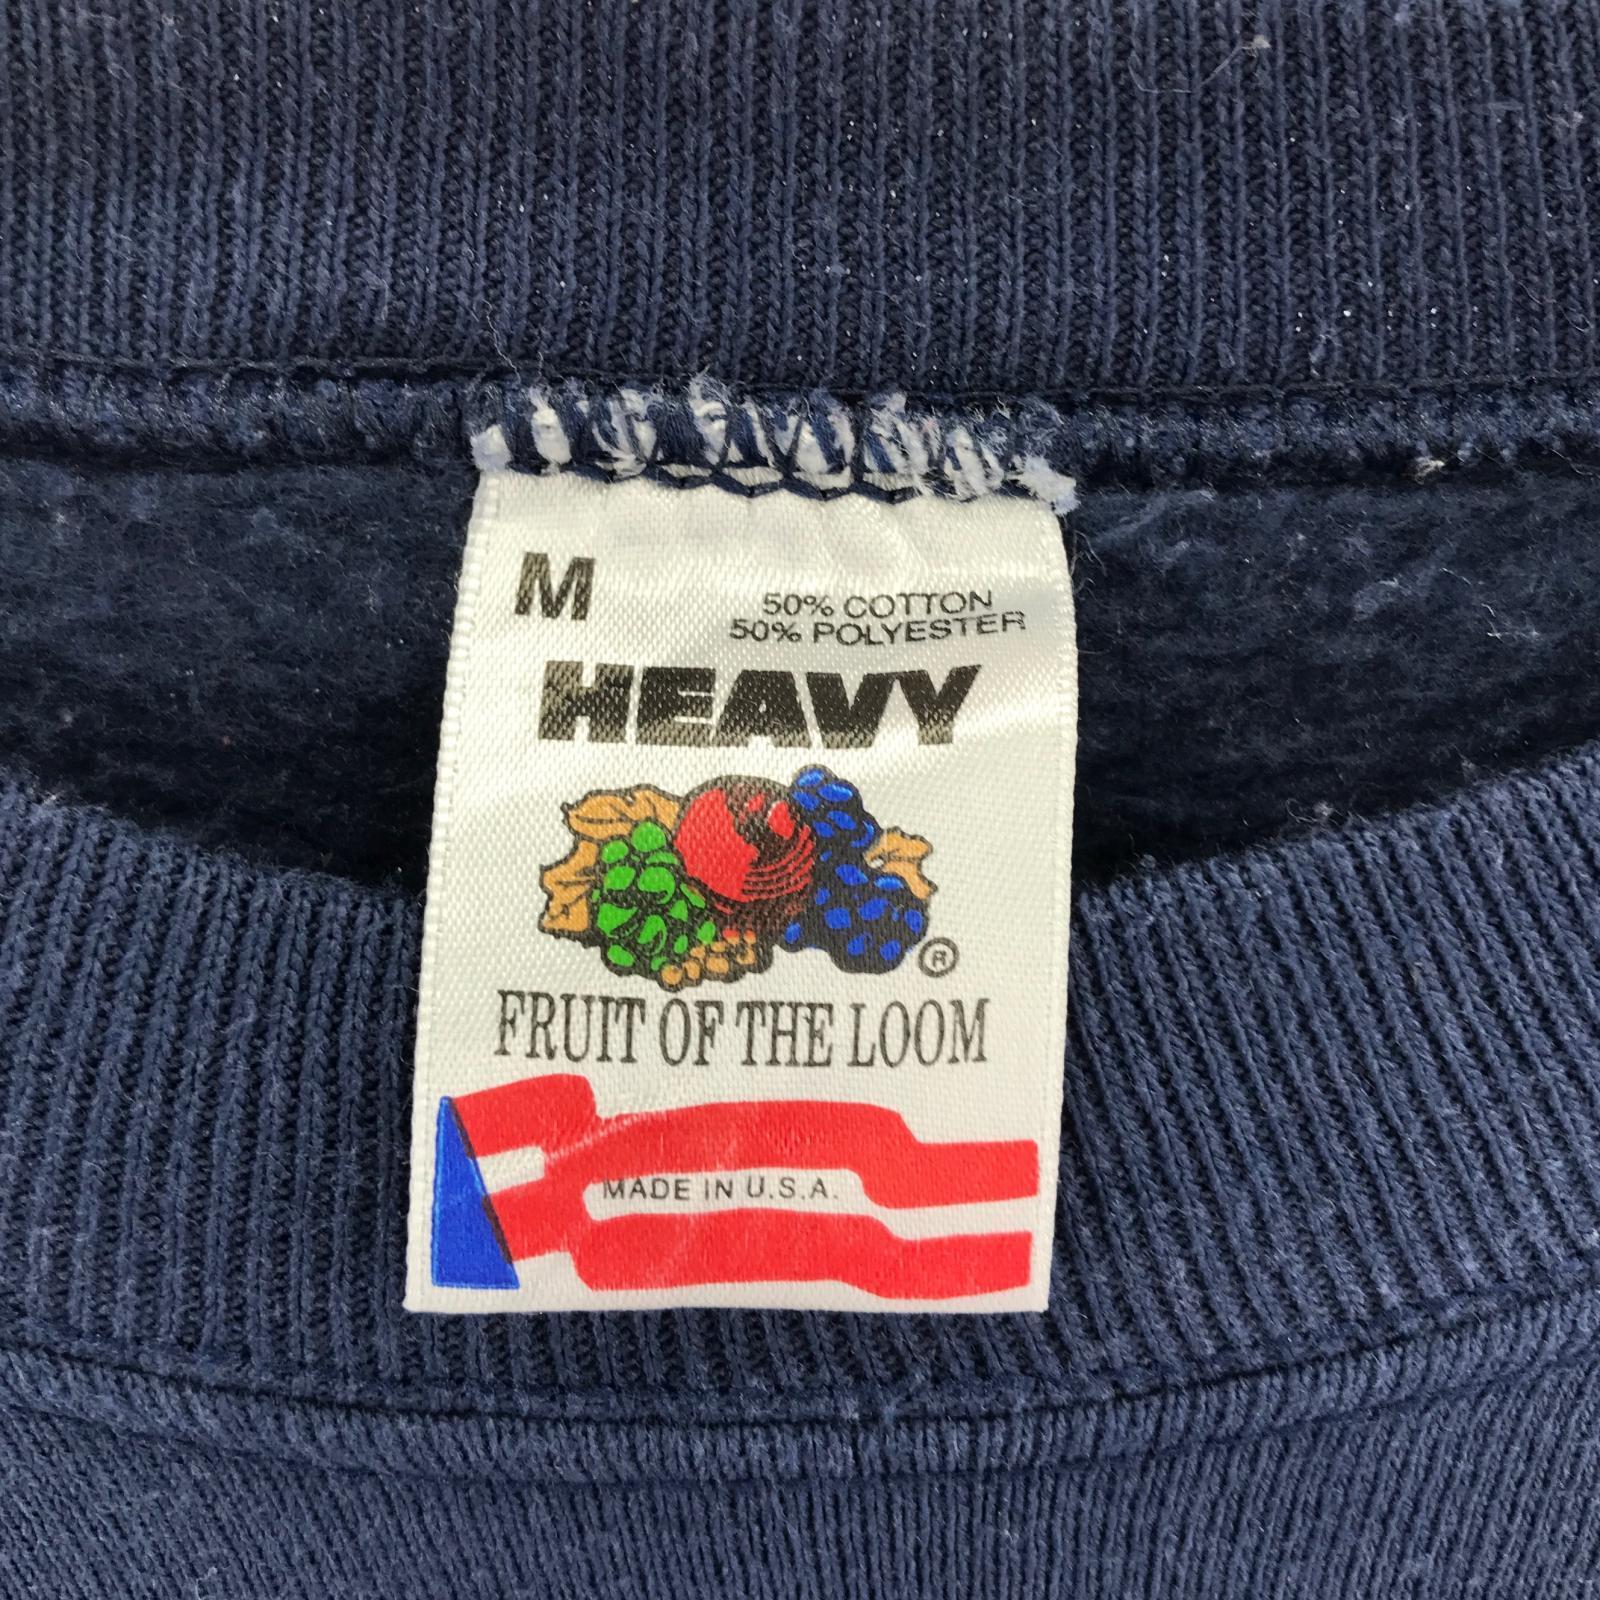 M
50% COTTON
50% POLYESTER
HEAVY
®
FRUIT OF THE LOOM
MADE IN U.S.A.